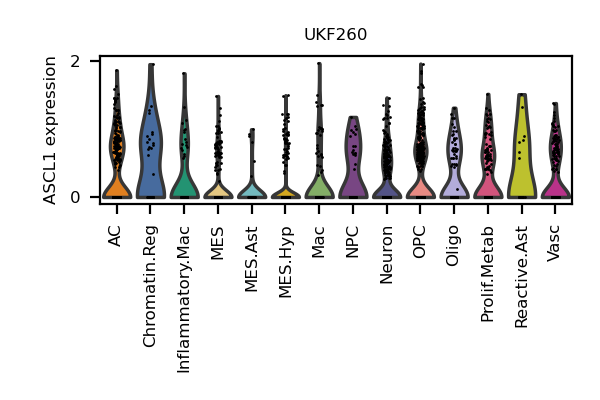 UKF260
ASCL1 expression
2
0
AC
Chromatin.Reg
Inflammatory.Mac
MES
MES.Ast
MES.Hyp
Mac
NPC
Neuron
OPC
Oligo
Prolif.Metab
Reactive.Ast
Vasc